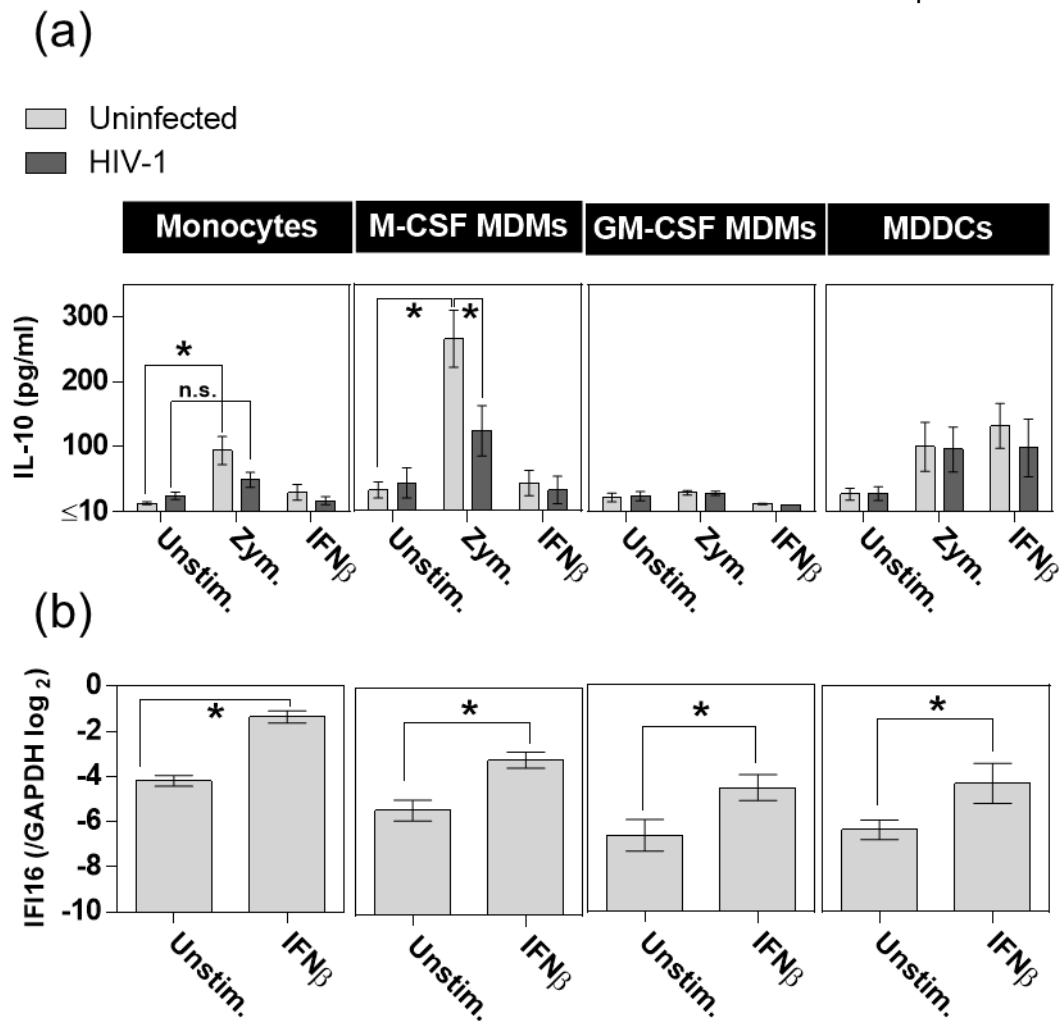 (a)
Uninfected
HIV-1
Monocytes M-CSF MDMs GM-CSF MDMs MDDCs
IL-10 (pg/ml)
300
200
100
≤10
* n.s. * *
Unstim. Zym. IFNβ Unstim. Zym. IFNβ Unstim. Zym. IFNβ Unstim. Zym. IFNβ
(b)
IFI16 (/GAPDH log 2)
0
-2
-4
-6
-8
-10
* * * *
Unstim. IFNβ Unstim. IFNβ Unstim. IFNβ Unstim. IFNβ